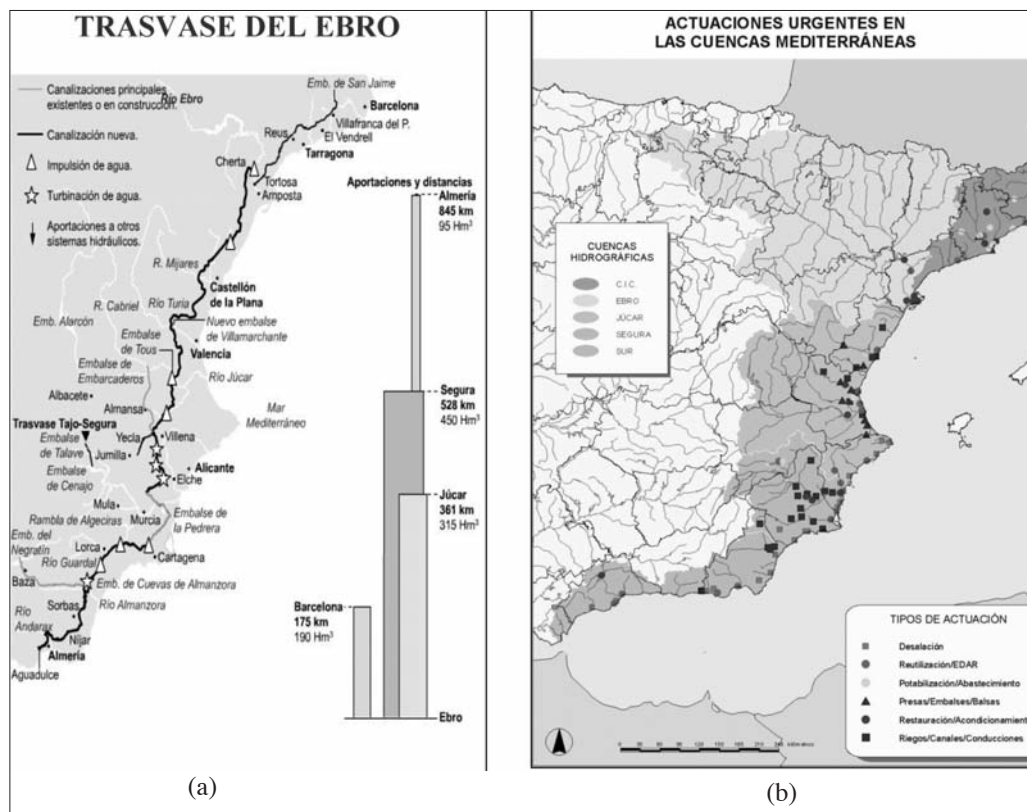 TRASVASE DEL EBRO
Canalizaciones principales
existentes o en construcción.
Canalización nueva.
Impulsión de agua.
Turbinación de agua.
Aportaciones a otros
sistemas hidráulicos.
Río Ebro
Emb. de San Jaime
Barcelona
Villafranca del P.
Reus
El Vendrell
Tarragona
Cherta
Tortosa
Amposta
R. Mijares
Castellón
de la Plana
R. Cabriel
Río Turia
Emb. Alarcón
Nuevo embalse
de Villamarchante
Embalse
de Tous
Valencia
Embalse de
Embarcaderos
Río Júcar
Albacete
Almansa
Mar
Mediterráneo
Trasvase Tajo-Segura
Yecla
Villena
Embalse
de Talave
Jumilla
Alicante
Embalse
de Cenajo
Elche
Mula
Rambla de Algeciras
Murcia
Embalse de
la Pedrera
Emb. del
Negratín
Lorca
Cartagena
Río Guardal
Baza
Emb. de Cuevas de Almanzora
Río
Andarax
Sorbas
Río Almanzora
Níjar
Almería
Aguadulce
Aportaciones y distancias
Almería
845 km
95 Hm³
Segura
528 km
450 Hm³
Júcar
361 km
315 Hm³
Barcelona
175 km
190 Hm³
Ebro
(a)
ACTUACIONES URGENTES EN
LAS CUENCAS MEDITERRÁNEAS
CUENCAS
HIDROGRÁFICAS
C.I.C.
EBRO
JÚCAR
SEGURA
SUR
TIPOS DE ACTUACIÓN
Desalación
Reutilización/EDAR
Potabilización/Abastecimiento
Presas/Embalses/Balsas
Restauración/Acondicionamient
Riegos/Canales/Conducciones
(b)